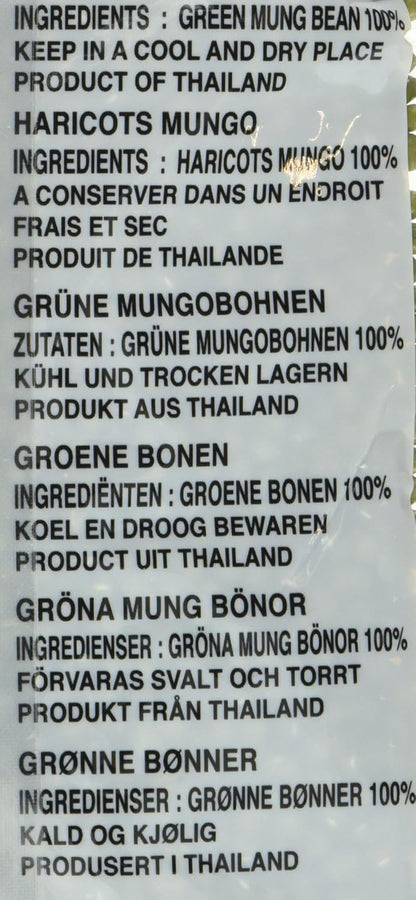 INGREDIENTS : GREEN MUNG BEAN 100%
KEEP IN A COOL AND DRY PLACE
PRODUCT OF THAILAND
HARICOTS MUNGO
INGREDIENTS : HARICOTS MUNGO 100%
A CONSERVER DANS UN ENDROIT
FRAIS ET SEC
PRODUIT DE THAILANDE
GRÜNE MUNGOBOHNEN
ZUTATEN : GRÜNE MUNGOBOHNEN 100%
KÜHL UND TROCKEN LAGERN
PRODUKT AUS THAILAND
GROENE BONEN
INGREDIËNTEN : GROENE BONEN 100%
KOEL EN DROOG BEWAREN
PRODUCT UIT THAILAND
GRÖNA MUNG BÖNOR
INGREDIENSER : GRÖNA MUNG BÖNOR 100%
FÖRVARAS SVALT OCH TORRT
PRODUKT FRÅN THAILAND
GRØNNE BØNNER
INGREDIENSER : GRØNNE BØNNER 100%
KALD OG KJØLIG
PRODUSERT I THAILAND